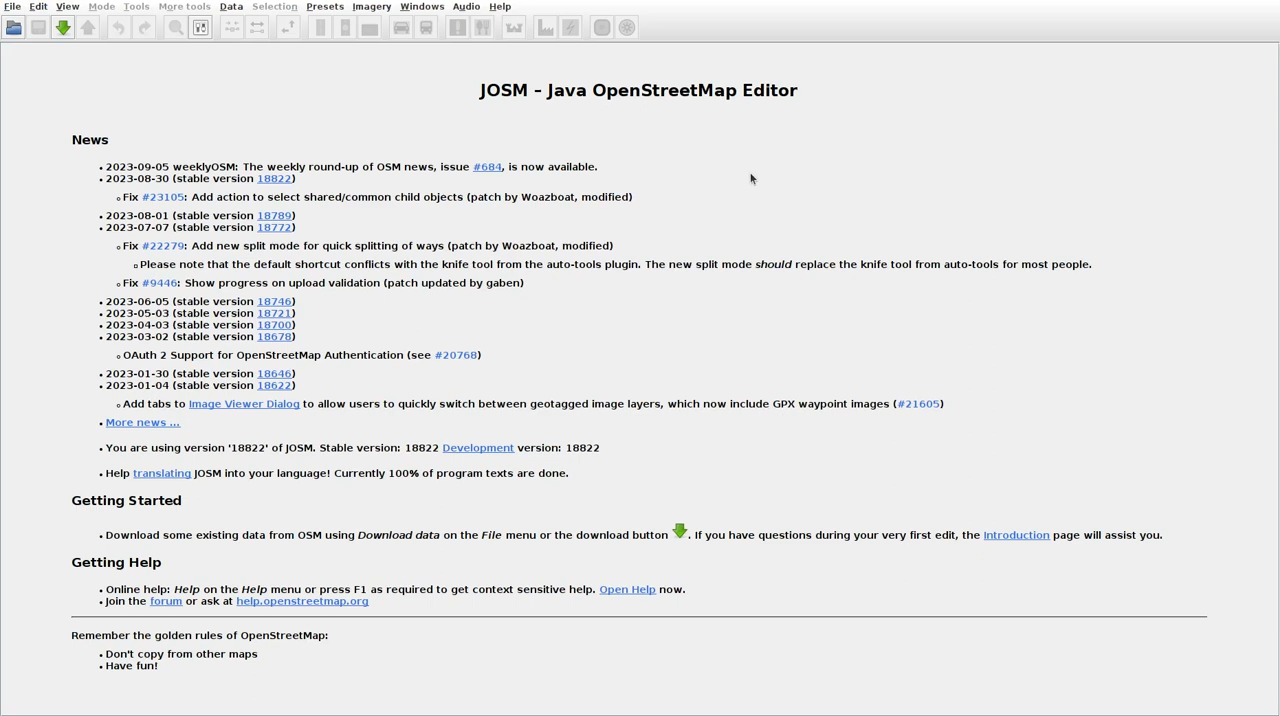 File Edit View Mode Tools More tools Data Selection Presets Imagery Windows Audio Help
JOSM – Java OpenStreetMap Editor
News
2023-09-05 weeklyOSM: The weekly round-up of OSM news, issue #684, is now available.
2023-08-30 (stable version 18822)
Fix #23105: Add action to select shared/common child objects (patch by Woazboat, modified)
2023-08-01 (stable version 18789)
2023-07-07 (stable version 18772)
Fix #22279: Add new split mode for quick splitting of ways (patch by Woazboat, modified)
Please note that the default shortcut conflicts with the knife tool from the auto-tools plugin. The new split mode should replace the knife tool from auto-tools for most people.
Fix #9446: Show progress on upload validation (patch updated by gaben)
2023-06-05 (stable version 18746)
2023-05-03 (stable version 18721)
2023-04-03 (stable version 18700)
2023-03-02 (stable version 18678)
OAuth 2 Support for OpenStreetMap Authentication (see #20768)
2023-01-30 (stable version 18646)
2023-01-04 (stable version 18622)
Add tabs to Image Viewer Dialog to allow users to quickly switch between geotagged image layers, which now include GPX waypoint images (#21605)
More news ...
You are using version '18822' of JOSM. Stable version: 18822 Development version: 18822
Help translating JOSM into your language! Currently 100% of program texts are done.
Getting Started
Download some existing data from OSM using Download data on the File menu or the download button . If you have questions during your very first edit, the Introduction page will assist you.
Getting Help
Online help: Help on the Help menu or press F1 as required to get context sensitive help. Open Help now.
Join the forum or ask at help.openstreetmap.org
Remember the golden rules of OpenStreetMap:
Don't copy from other maps
Have fun!